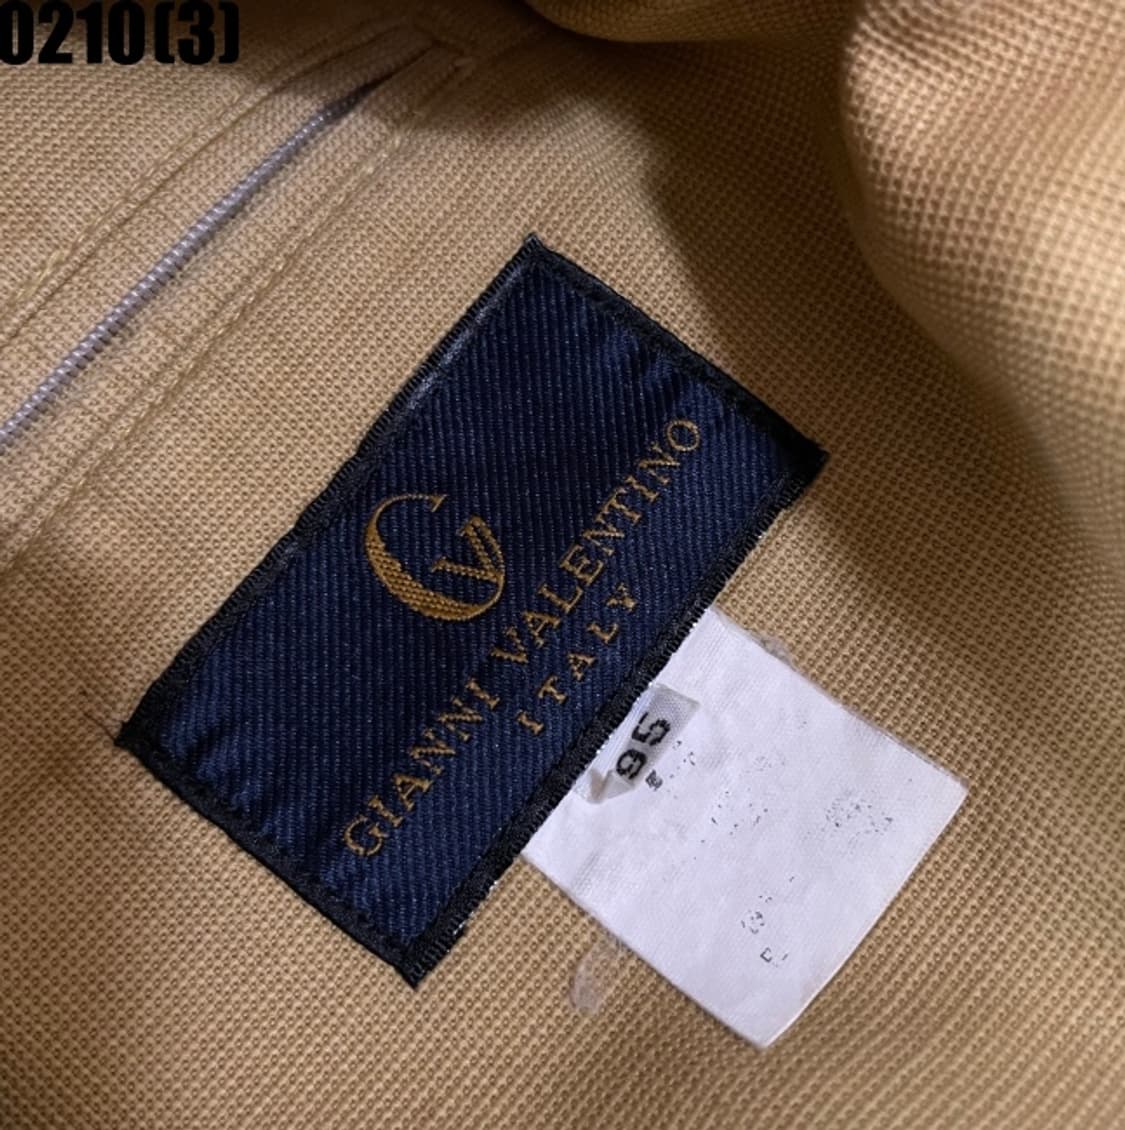 0210(3)
GV
GIANNI VALENTINO
ITALY
95